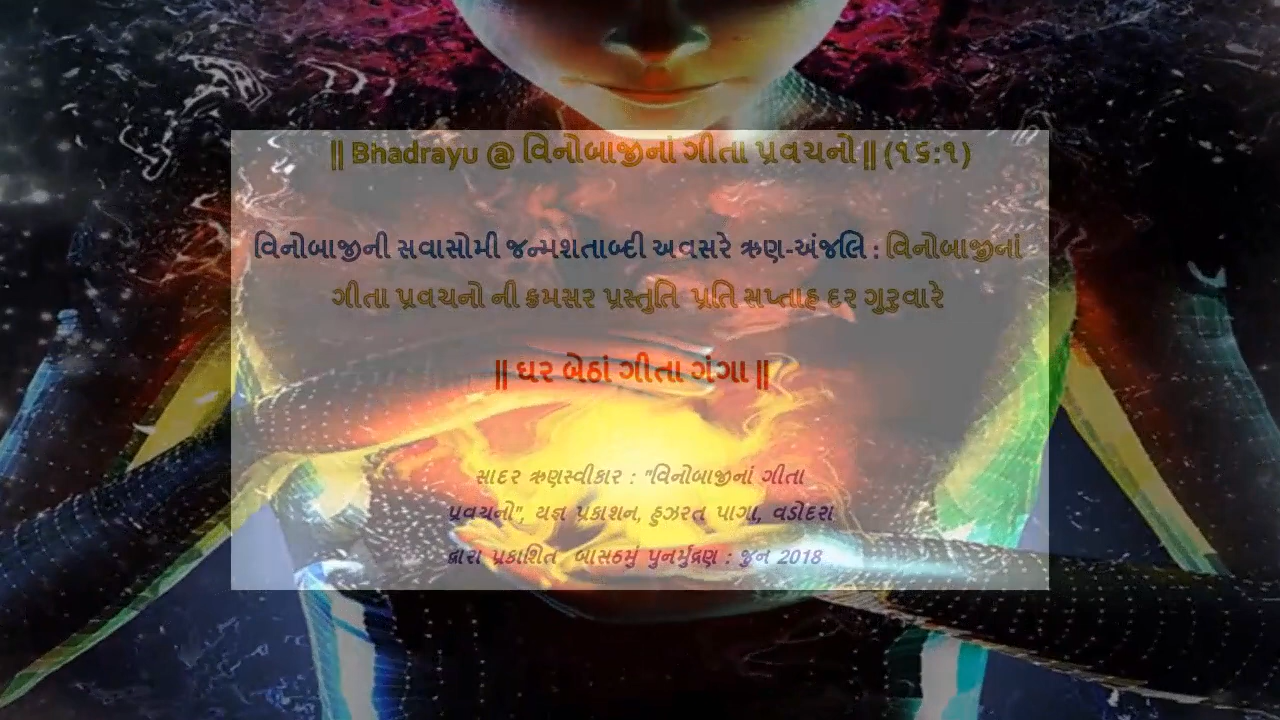 || Bhadrayu @ વિનોબાજીનાં ગીતા પ્રવચનો || (૧૬:૧)
વિનોબાજીની સવાસોમી જન્મશતાબ્દી અવસરે ઋણ-અંજલિ : વિનોબાજીનાં
ગીતા પ્રવચનો ની ક્રમસર પ્રસ્તુતિ પ્રતિ સપ્તાહ દર ગુરુવારે
|| ઘર બેઠાં ગીતા ગંગા ||
સાદર ઋણસ્વીકાર : "વિનોબાજીનાં ગીતા
પ્રવચનો", યજ્ઞ પ્રકાશન, હુઝરત પાગા, વડોદરા
દ્વારા પ્રકાશિત બાસઠમું પુનર્મુદ્રણ : જુન 2018